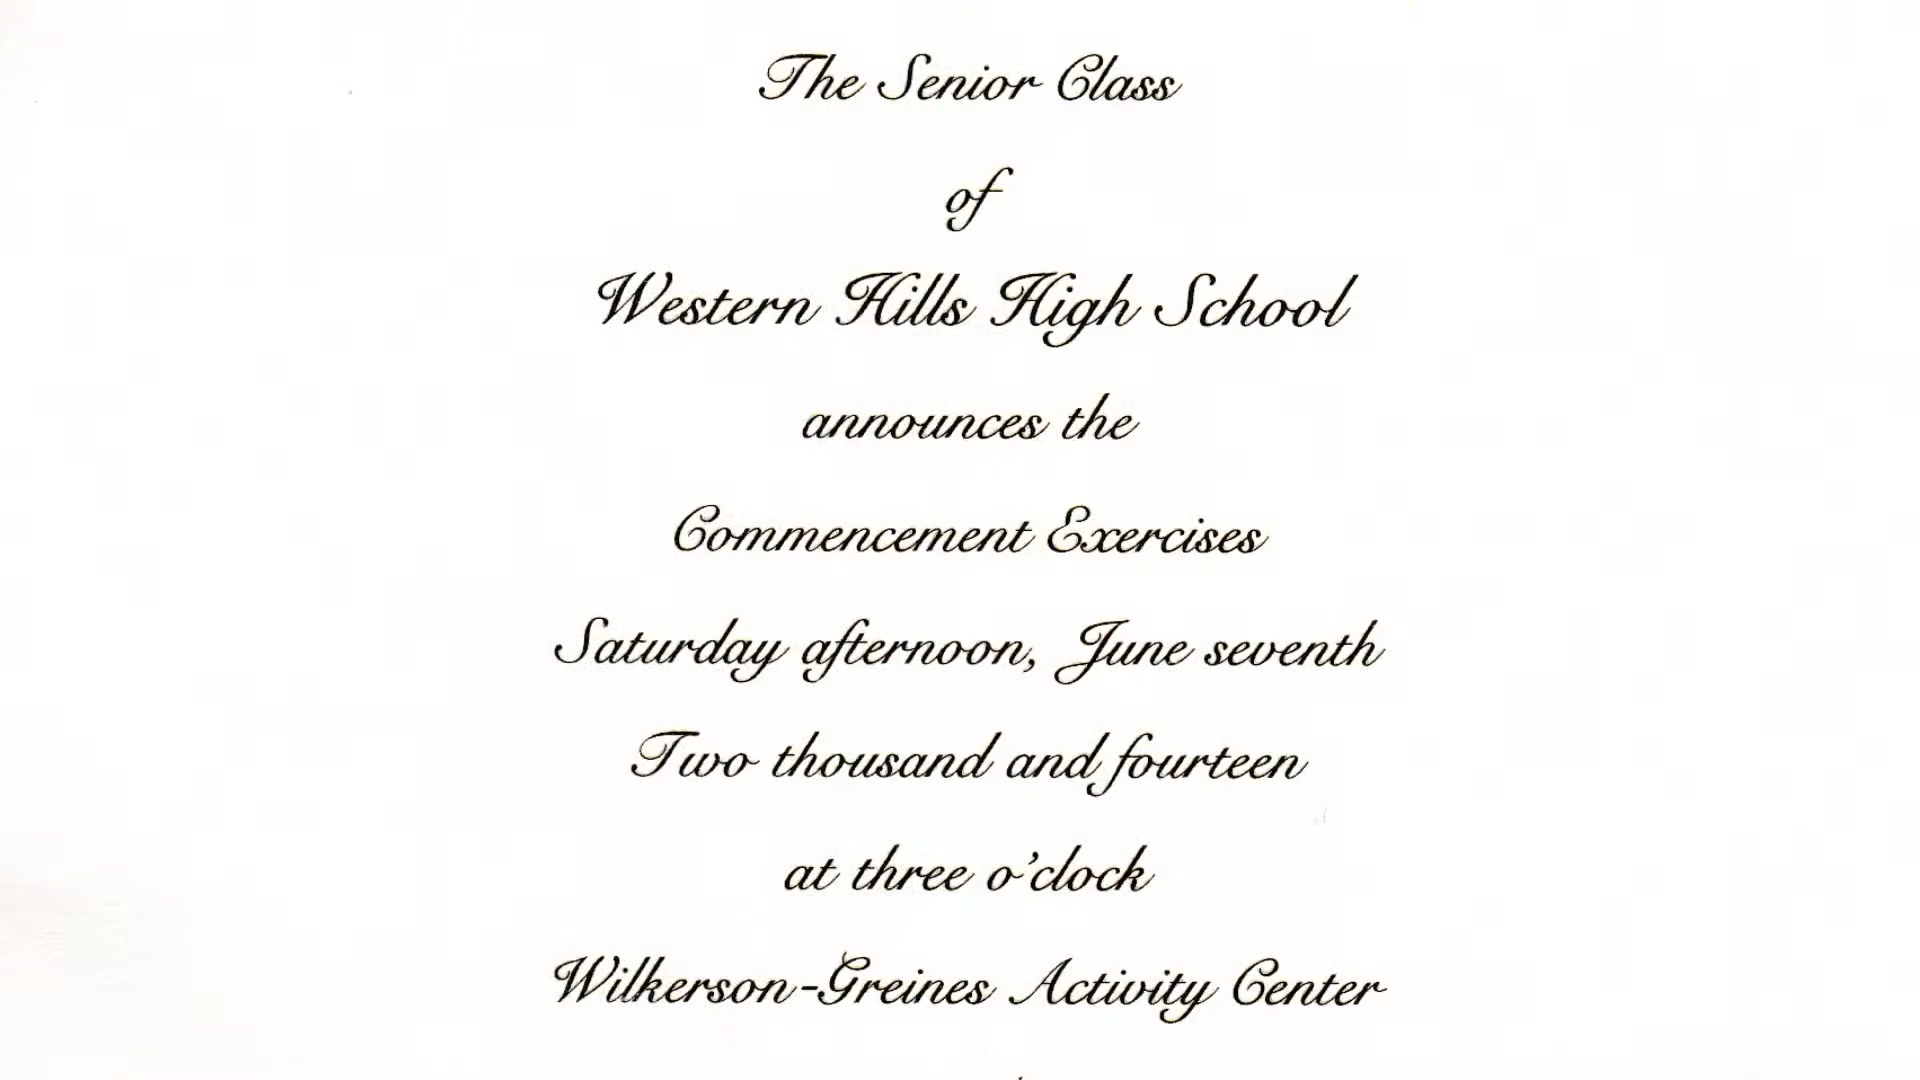 The Senior Class
of
Western Hills High School
announces the
Commencement Exercises
Saturday afternoon, June seventh
Two thousand and fourteen
at three o'clock
Wilkerson-Greines Activity Center